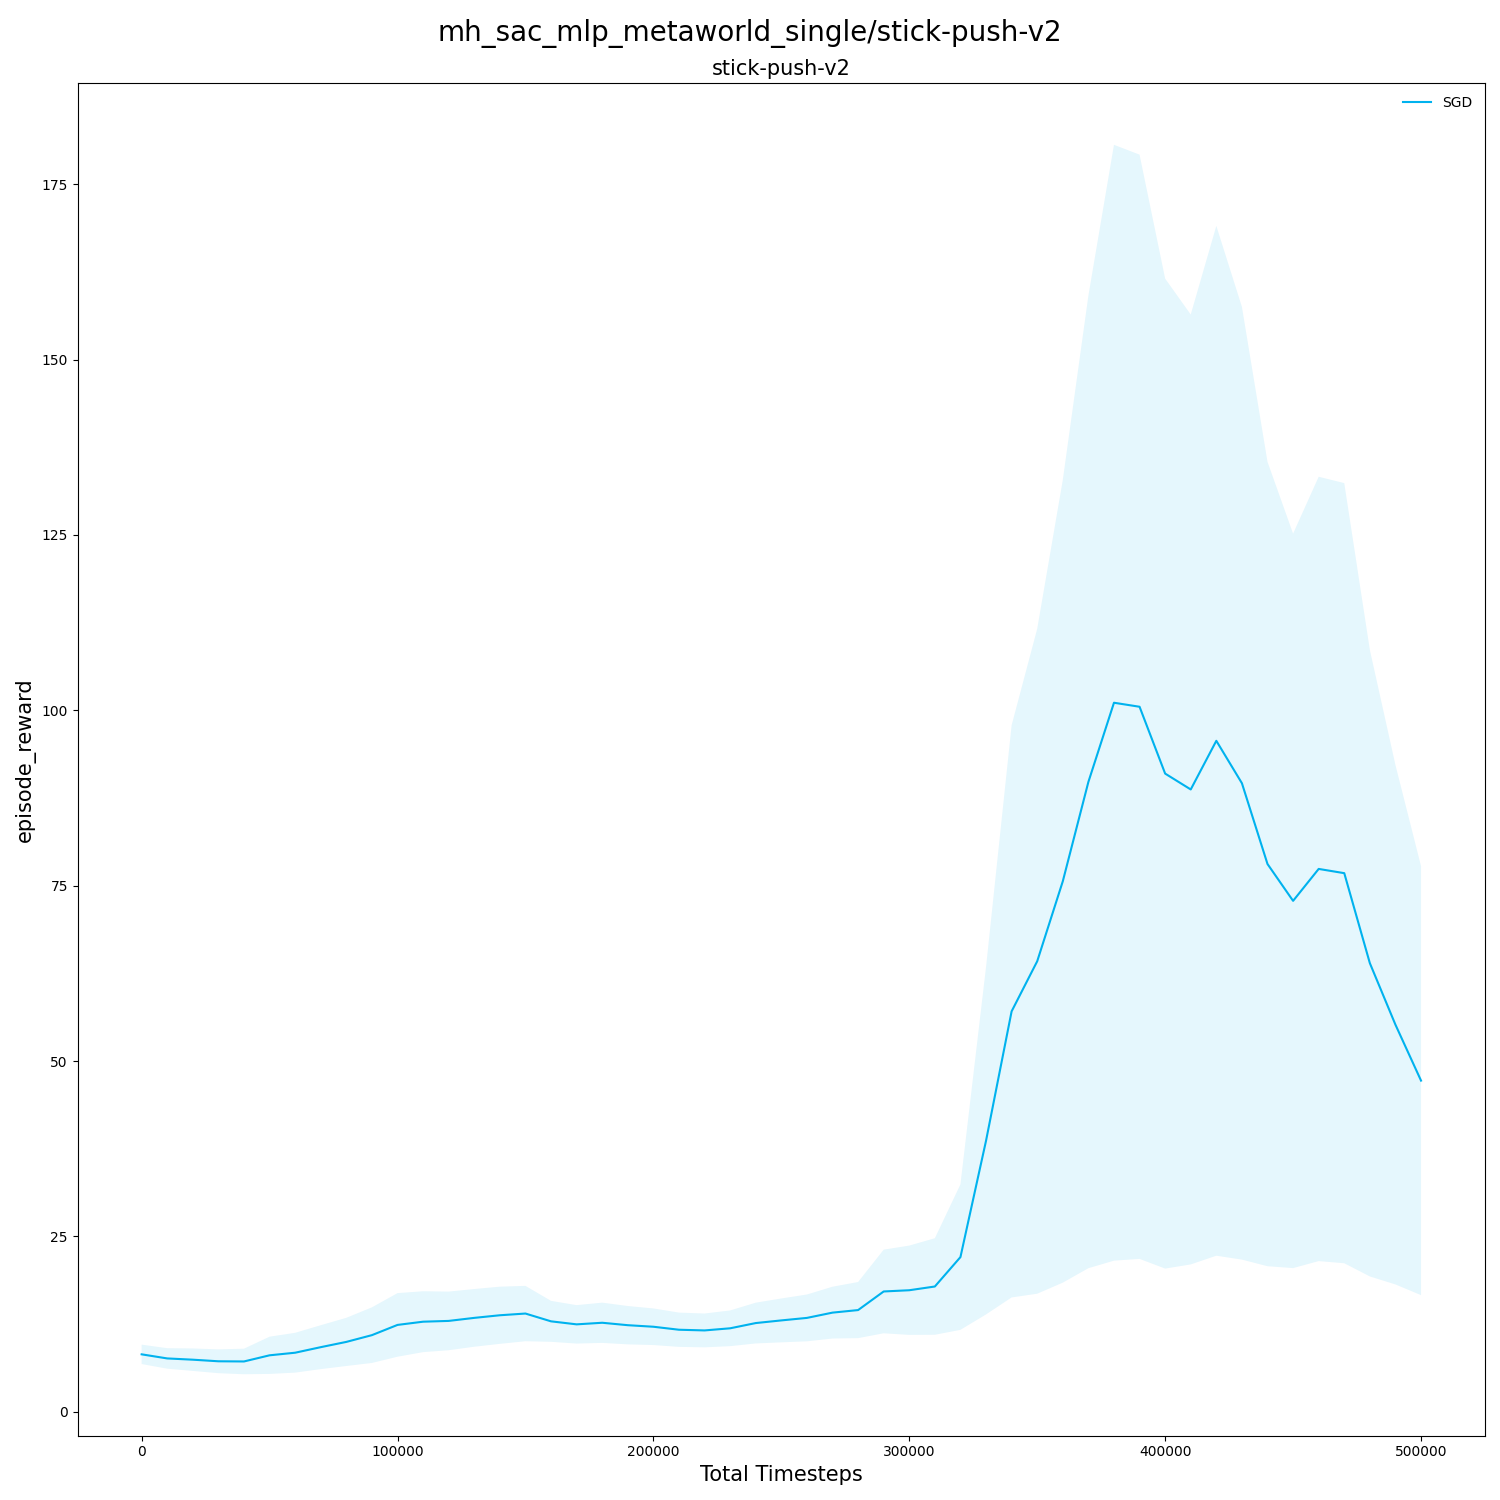 mh_sac_mlp_metaworld_single/stick-push-v2
stick-push-v2
SGD
175
150
125
100
75
50
25
0
episode_reward
0 100000 200000 300000 400000 500000
Total Timesteps